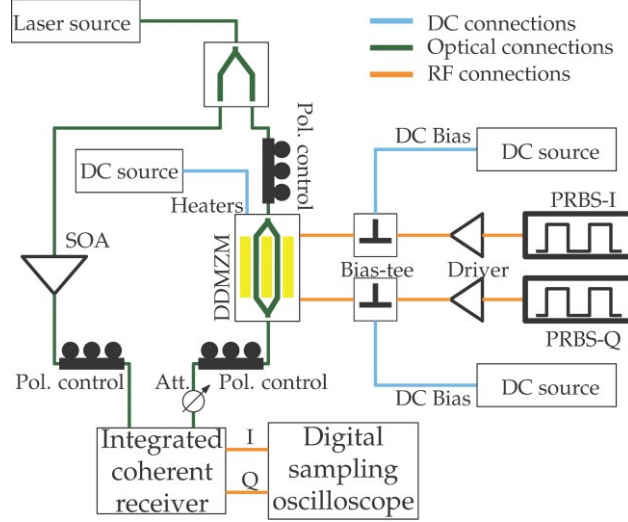 Laser source
DC connections
Optical connections
RF connections
Pol. control
DC Bias
DC source
DC source
Heaters
PRBS-I
SOA
DDMZM
Bias-tee
Driver
PRBS-Q
Pol. control
Att.
Pol. control
DC source
DC Bias
Integrated
coherent
receiver
I
Q
Digital
sampling
oscilloscope